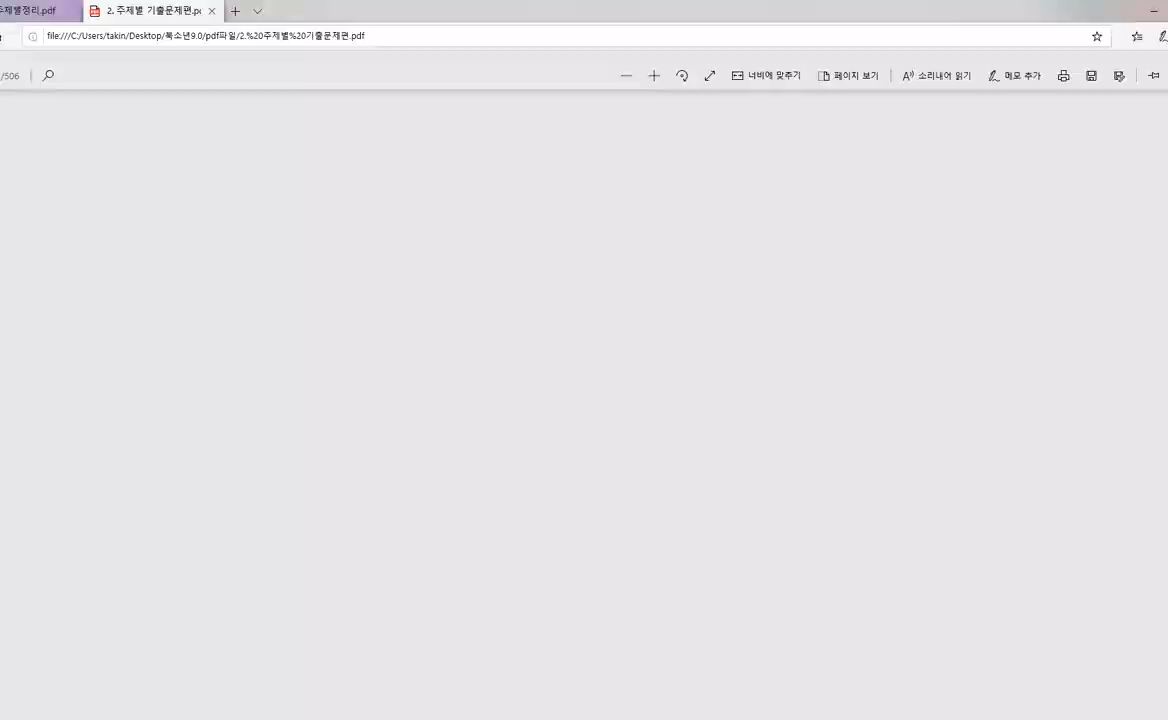 주제별정리.pdf
2. 주제별 기출문제편.pd
file:///C:/Users/takin/Desktop/북소년9.0/pdf파일/2.%20주제별%20기출문제편.pdf
/506
너비에 맞추기
페이지 보기
소리내어 읽기
메모 추가